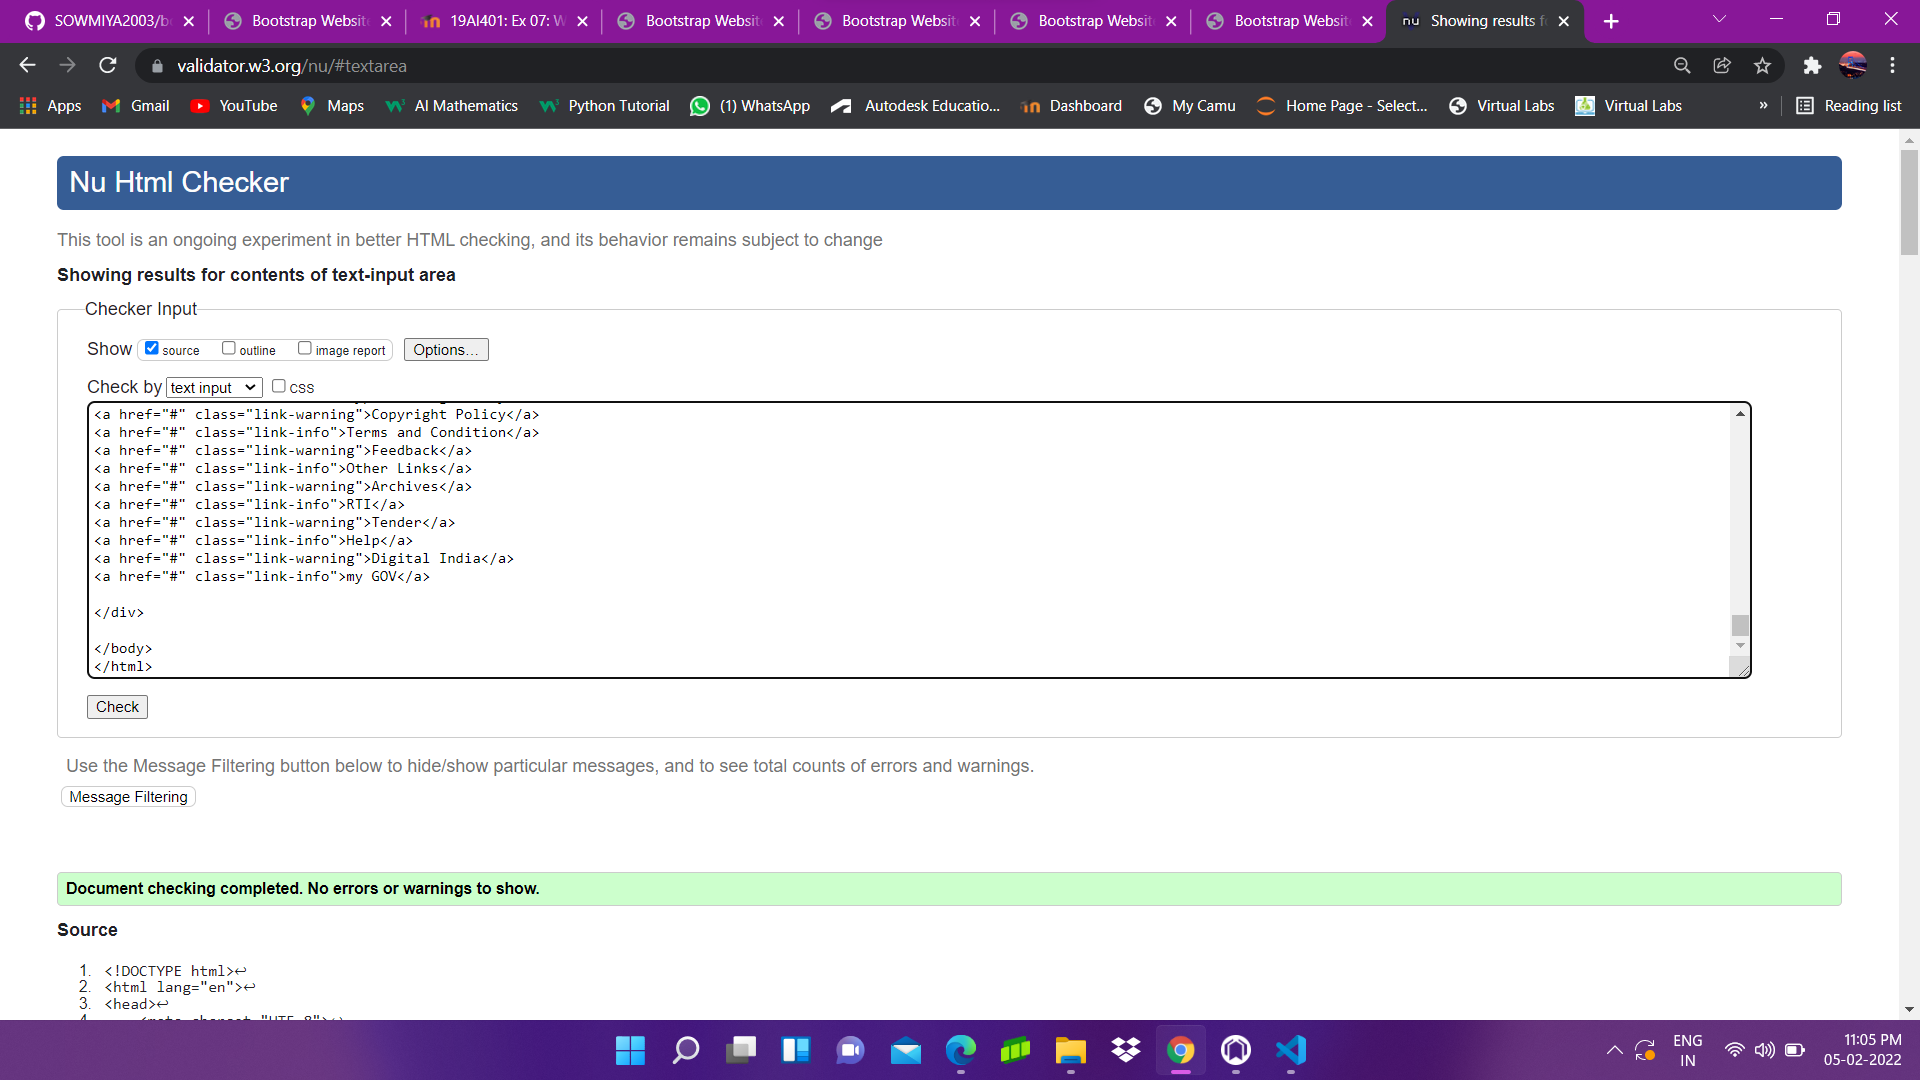 SOWMIYA2003/b
Bootstrap Websit
19AI401: Ex 07: W
Bootstrap Websit
Bootstrap Websit
Bootstrap Websit
Bootstrap Websit
nu Showing results f
validator.w3.org/nu/#textarea
Apps
Gmail
YouTube
Maps
AI Mathematics
Python Tutorial
(1) WhatsApp
Autodesk Educatio...
Dashboard
My Camu
Home Page - Select...
Virtual Labs
Virtual Labs
»
Reading list
Nu Html Checker
This tool is an ongoing experiment in better HTML checking, and its behavior remains subject to change
Showing results for contents of text-input area
Checker Input
Show source outline image report Options...
Check by text input css
<a href="#" class="link-warning">Copyright Policy</a>
<a href="#" class="link-info">Terms and Condition</a>
<a href="#" class="link-warning">Feedback</a>
<a href="#" class="link-info">Other Links</a>
<a href="#" class="link-warning">Archives</a>
<a href="#" class="link-info">RTI</a>
<a href="#" class="link-warning">Tender</a>
<a href="#" class="link-info">Help</a>
<a href="#" class="link-warning">Digital India</a>
<a href="#" class="link-info">my GOV</a>
</div>
</body>
</html>
Check
Use the Message Filtering button below to hide/show particular messages, and to see total counts of errors and warnings.
Message Filtering
Document checking completed. No errors or warnings to show.
Source
1. <!DOCTYPE html>↩
2. <html lang="en">↩
3. <head>↩
ENG
IN
11:05 PM
05-02-2022